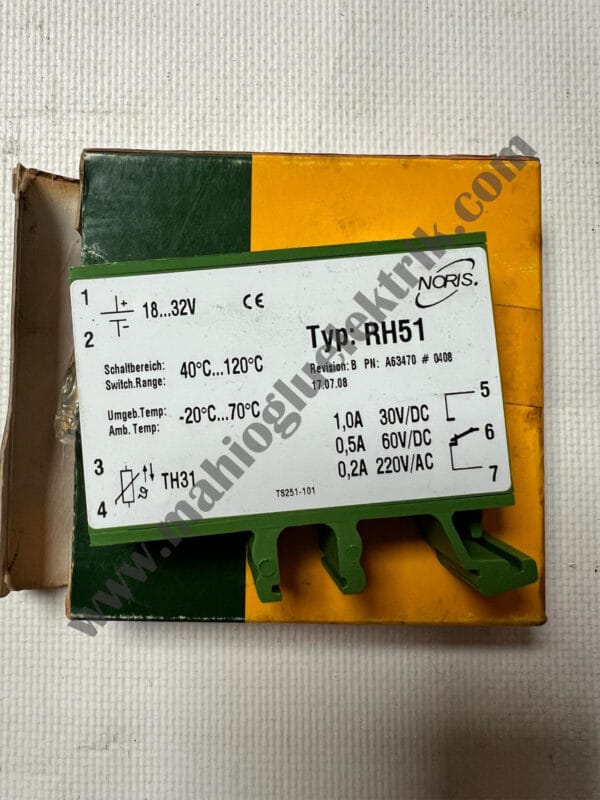 1
2
18...32V
CE
NORIS.
Typ: RH51
Revision: B PN: A63470 # 0408
17.07.08
Schaltbereich:
Switch.Range:
40°C...120°C
Umgeb.Temp:
Amb. Temp:
-20°C...70°C
1,0A 30V/DC
0,5A 60V/DC
0,2A 220V/AC
5
6
7
3
4
ϑ
TH31
TS251-101
www.mahiogluelektrik.com